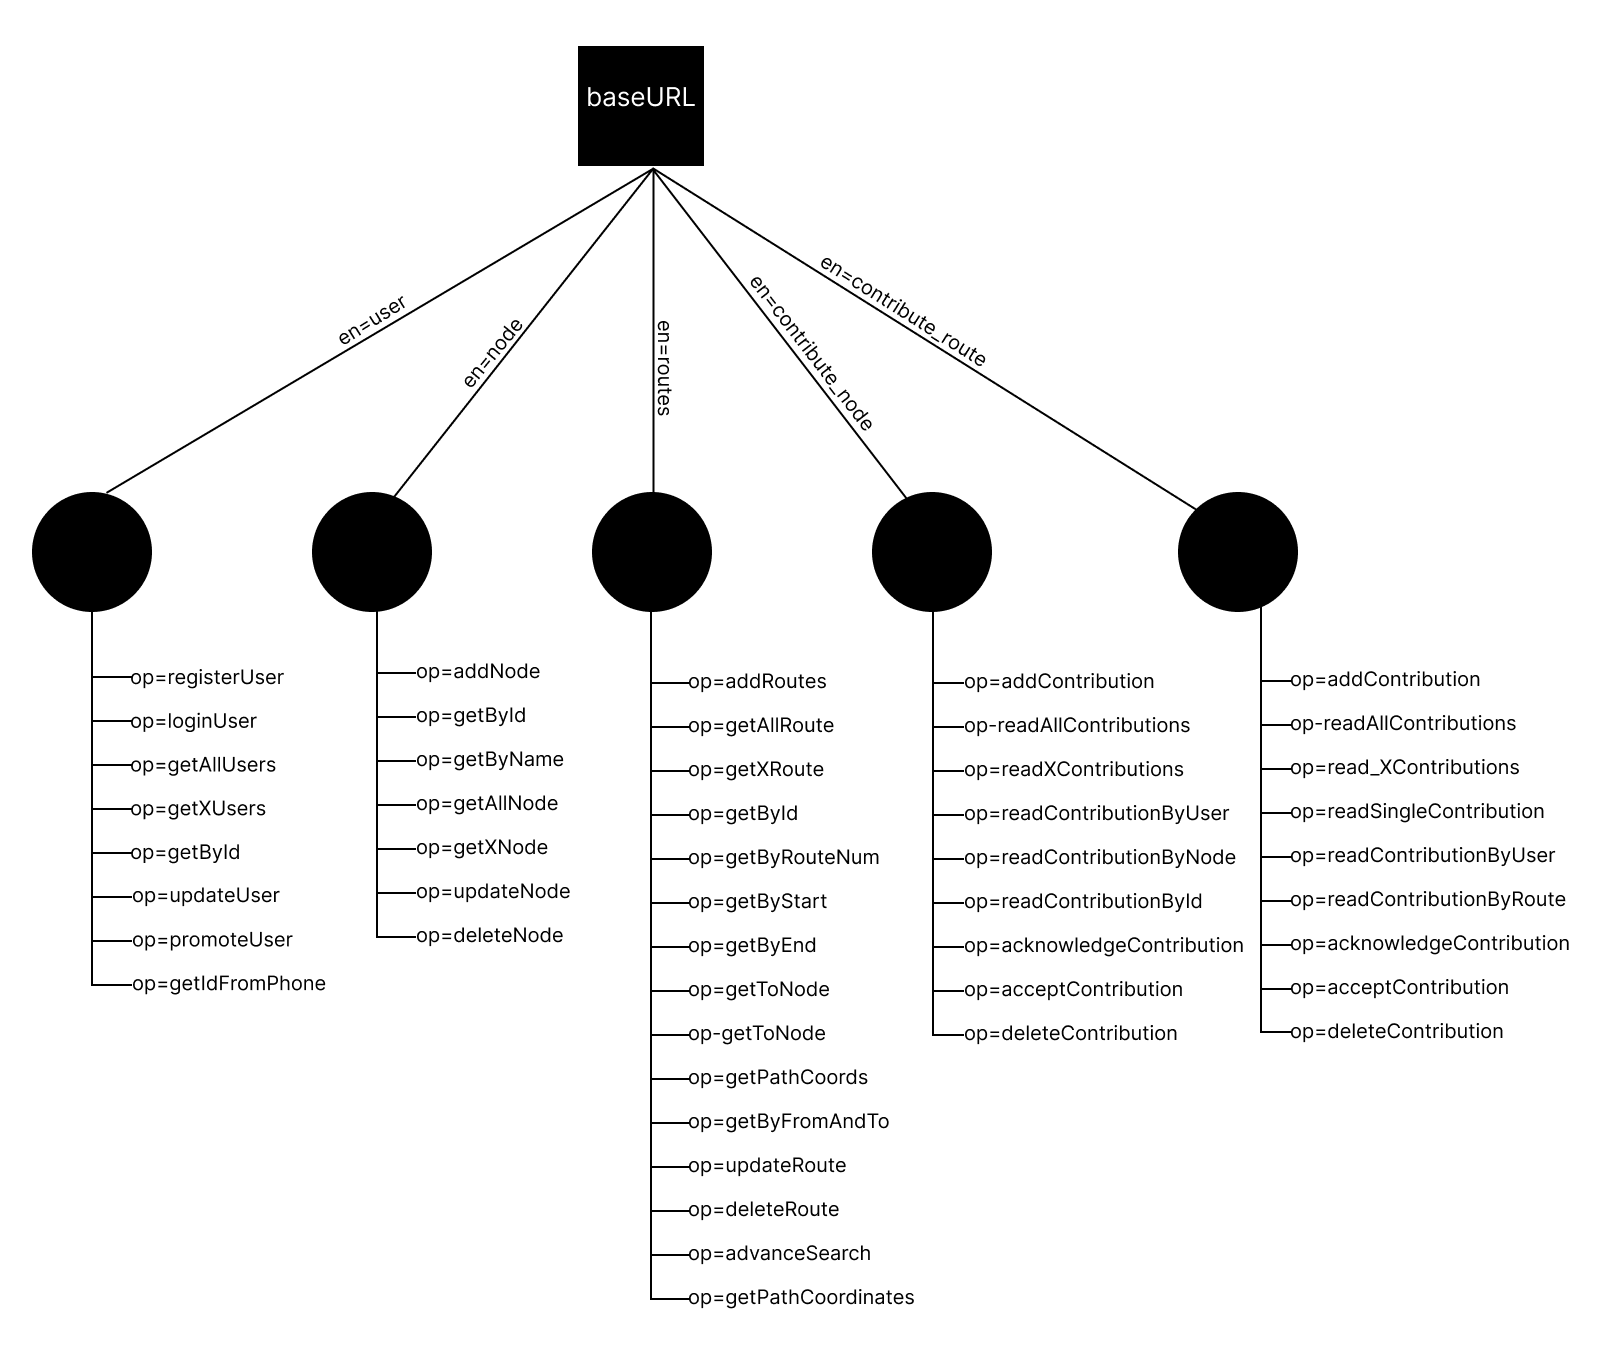 baseURL
en=user
en=node
en=routes
en=contribute_node
en=contribute_route
op=registerUser
op=loginUser
op=getAllUsers
op=getXUsers
op=getById
op=updateUser
op=promoteUser
op=getIdFromPhone
op=addNode
op=getById
op=getByName
op=getAllNode
op=getXNode
op=updateNode
op=deleteNode
op=addRoutes
op=getAllRoute
op=getXRoute
op=getById
op=getByRouteNum
op=getByStart
op=getByEnd
op=getToNode
op-getToNode
op=getPathCoords
op=getByFromAndTo
op=updateRoute
op=deleteRoute
op=advanceSearch
op=getPathCoordinates
op=addContribution
op-readAllContributions
op=readXContributions
op=readContributionByUser
op=readContributionByNode
op=readContributionById
op=acknowledgeContribution
op=acceptContribution
op=deleteContribution
op=addContribution
op-readAllContributions
op=read_XContributions
op=readSingleContribution
op=readContributionByUser
op=readContributionByRoute
op=acknowledgeContribution
op=acceptContribution
op=deleteContribution